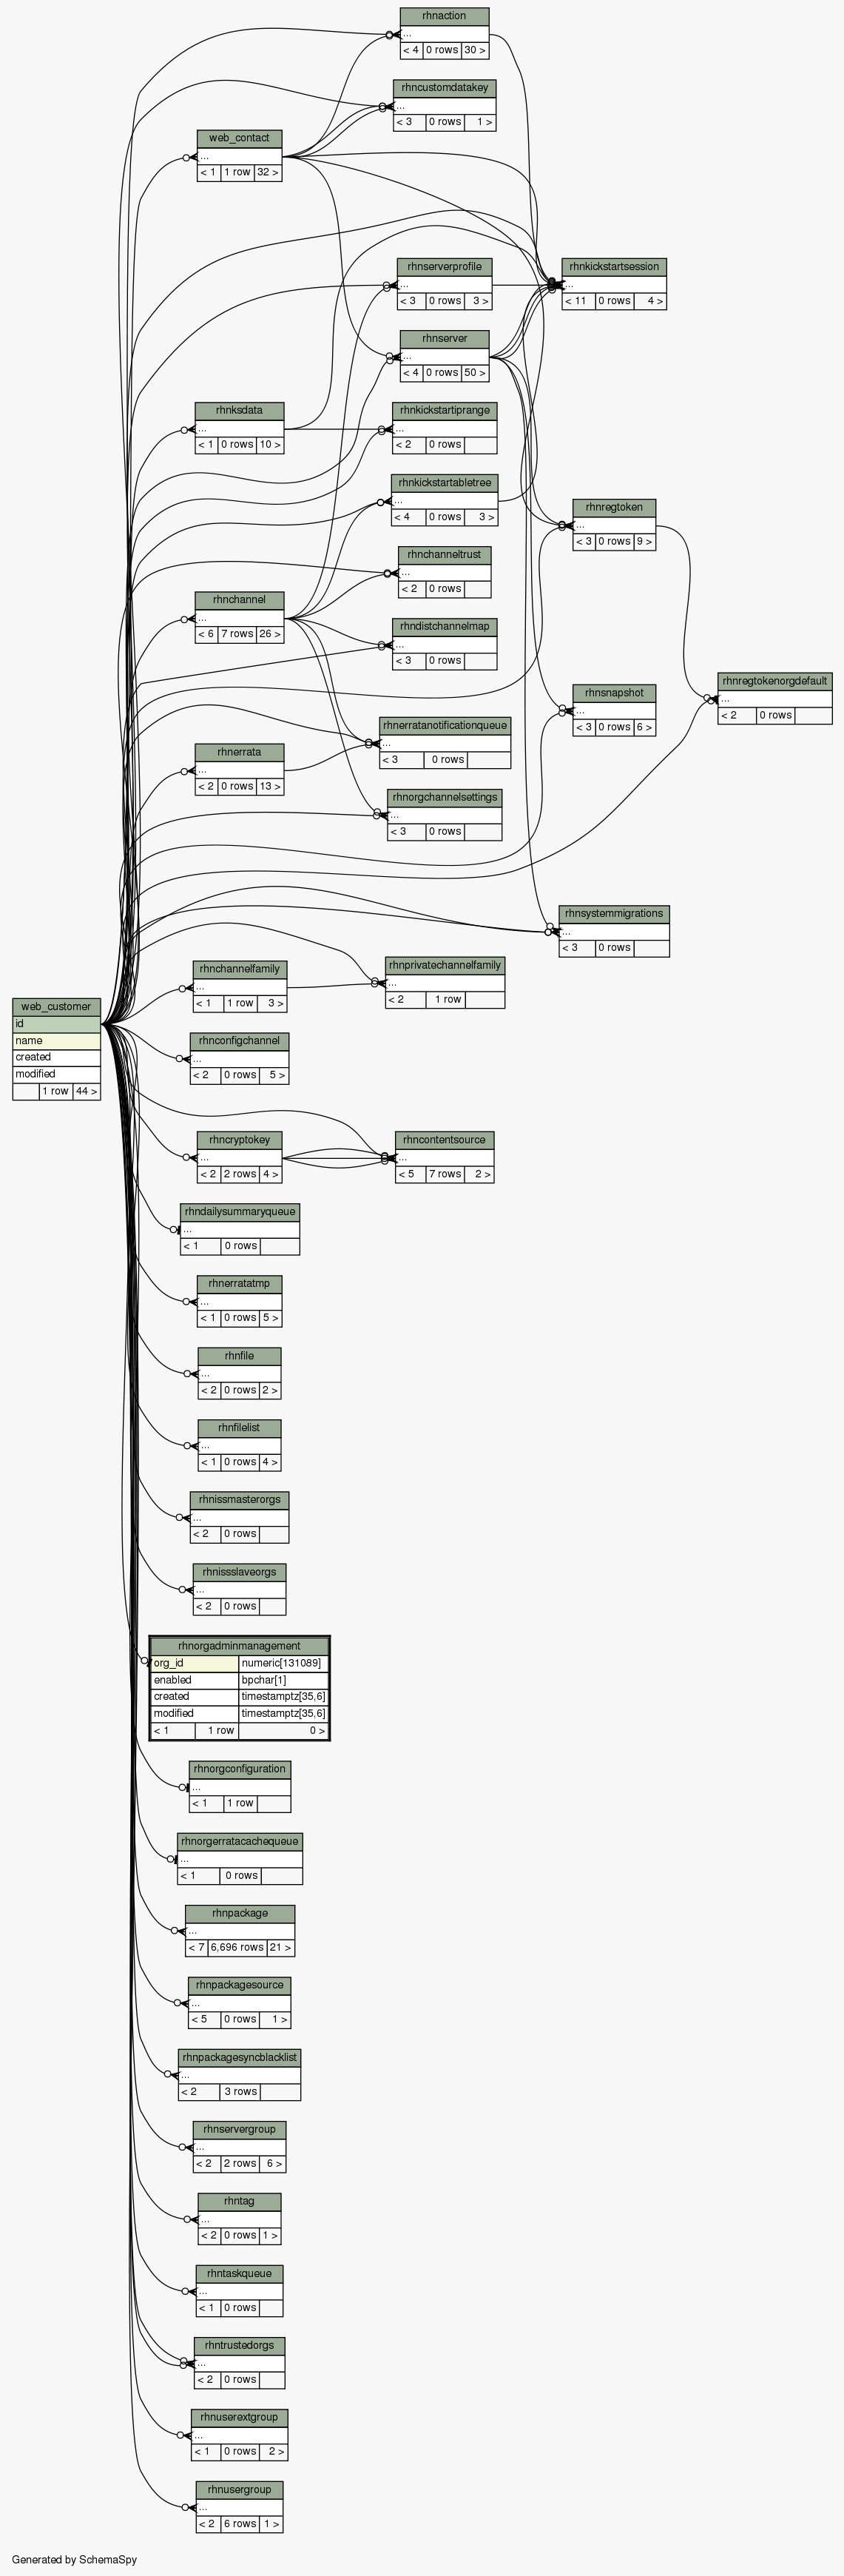 rhnaction
...
< 4 0 rows 30 >
rhncustomdatakey
...
< 3 0 rows 1 >
web_contact
...
< 1 1 row 32 >
rhnserverprofile
...
< 3 0 rows 3 >
rhnkickstartsession
...
< 11 0 rows 4 >
rhnserver
...
< 4 0 rows 50 >
rhnksdata
...
< 1 0 rows 10 >
rhnkickstartiprange
...
< 2 0 rows
rhnkickstartabletree
...
< 4 0 rows 3 >
rhnregtoken
...
< 3 0 rows 9 >
rhnchanneltrust
...
< 2 0 rows
rhnchannel
...
< 6 7 rows 26 >
rhndistchannelmap
...
< 3 0 rows
rhnregtokenorgdefault
...
< 2 0 rows
rhnsnapshot
...
< 3 0 rows 6 >
rhnerratanotificationqueue
...
< 3 0 rows
rhnerrata
...
< 2 0 rows 13 >
rhnorgchannelsettings
...
< 3 0 rows
rhnsystemmigrations
...
< 3 0 rows
rhnprivatechannelfamily
...
< 2 1 row
rhnchannelfamily
...
< 1 1 row 3 >
web_customer
id
name
created
modified
1 row 44 >
rhnconfigchannel
...
< 2 0 rows 5 >
rhncryptokey
...
< 2 2 rows 4 >
rhncontentsource
...
< 5 7 rows 2 >
rhndailysummaryqueue
...
< 1 0 rows
rhnerratatmp
...
< 1 0 rows 5 >
rhnfile
...
< 2 0 rows 2 >
rhnfilelist
...
< 1 0 rows 4 >
rhnissmasterorgs
...
< 2 0 rows
rhnissslaveorgs
...
< 2 0 rows
rhnorgadminmanagement
org_id numeric[131089]
enabled bpchar[1]
created timestamptz[35,6]
modified timestamptz[35,6]
< 1 1 row 0 >
rhnorgconfiguration
...
< 1 1 row
rhnorgerratacachequeue
...
< 1 0 rows
rhnpackage
...
< 7 6,696 rows 21 >
rhnpackagesource
...
< 5 0 rows 1 >
rhnpackagesyncblacklist
...
< 2 3 rows
rhnservergroup
...
< 2 2 rows 6 >
rhntag
...
< 2 0 rows 1 >
rhntaskqueue
...
< 1 0 rows
rhntrustedorgs
...
< 2 0 rows
rhnuserextgroup
...
< 1 0 rows 2 >
rhnusergroup
...
< 2 6 rows 1 >
Generated by SchemaSpy